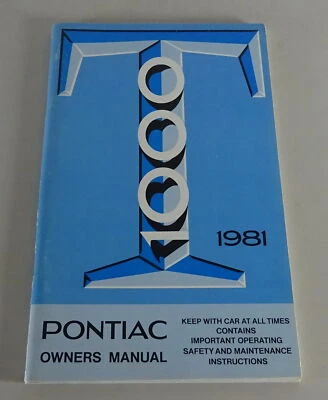 T
1000
1981
PONTIAC
OWNERS MANUAL
KEEP WITH CAR AT ALL TIMES
CONTAINS
IMPORTANT OPERATING
SAFETY AND MAINTENANCE
INSTRUCTIONS